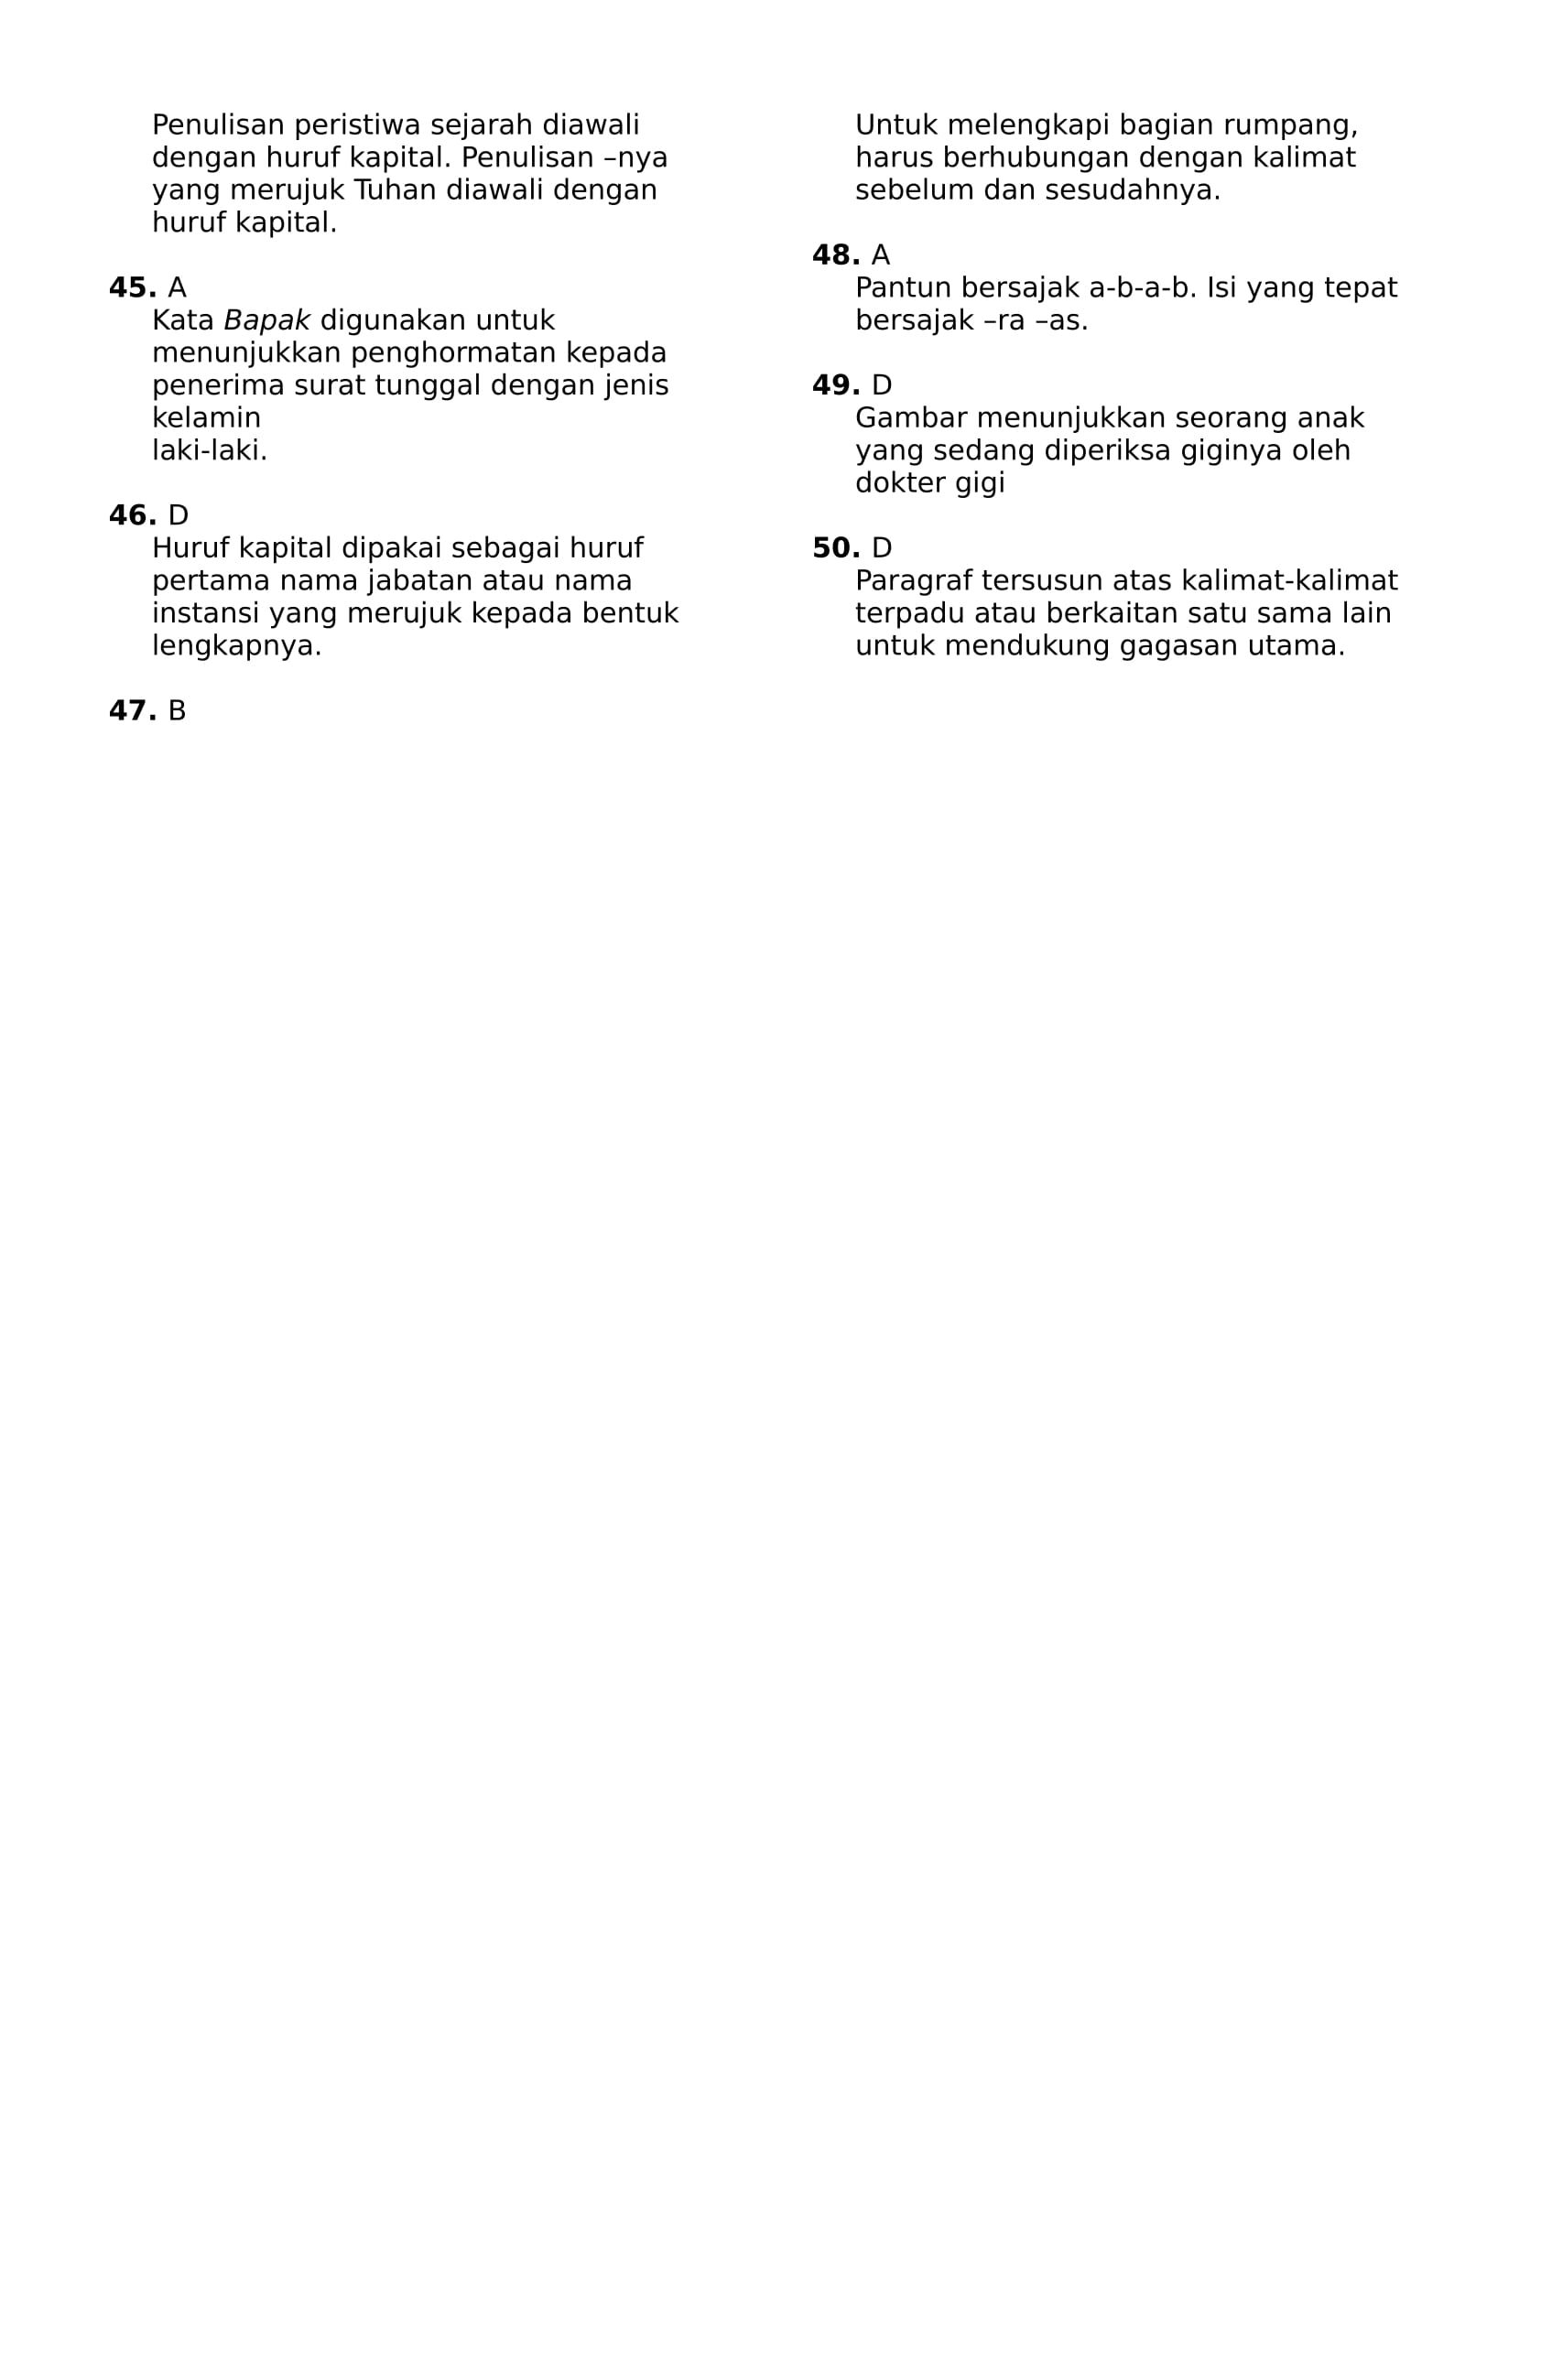 Penulisan peristiwa sejarah diawali
dengan huruf kapital. Penulisan –nya
yang merujuk Tuhan diawali dengan
huruf kapital.
45. A
Kata Bapak digunakan untuk
menunjukkan penghormatan kepada
penerima surat tunggal dengan jenis
kelamin
laki-laki.
46. D
Huruf kapital dipakai sebagai huruf
pertama nama jabatan atau nama
instansi yang merujuk kepada bentuk
lengkapnya.
47. B
Untuk melengkapi bagian rumpang,
harus berhubungan dengan kalimat
sebelum dan sesudahnya.
48. A
Pantun bersajak a-b-a-b. Isi yang tepat
bersajak –ra –as.
49. D
Gambar menunjukkan seorang anak
yang sedang diperiksa giginya oleh
dokter gigi
50. D
Paragraf tersusun atas kalimat-kalimat
terpadu atau berkaitan satu sama lain
untuk mendukung gagasan utama.